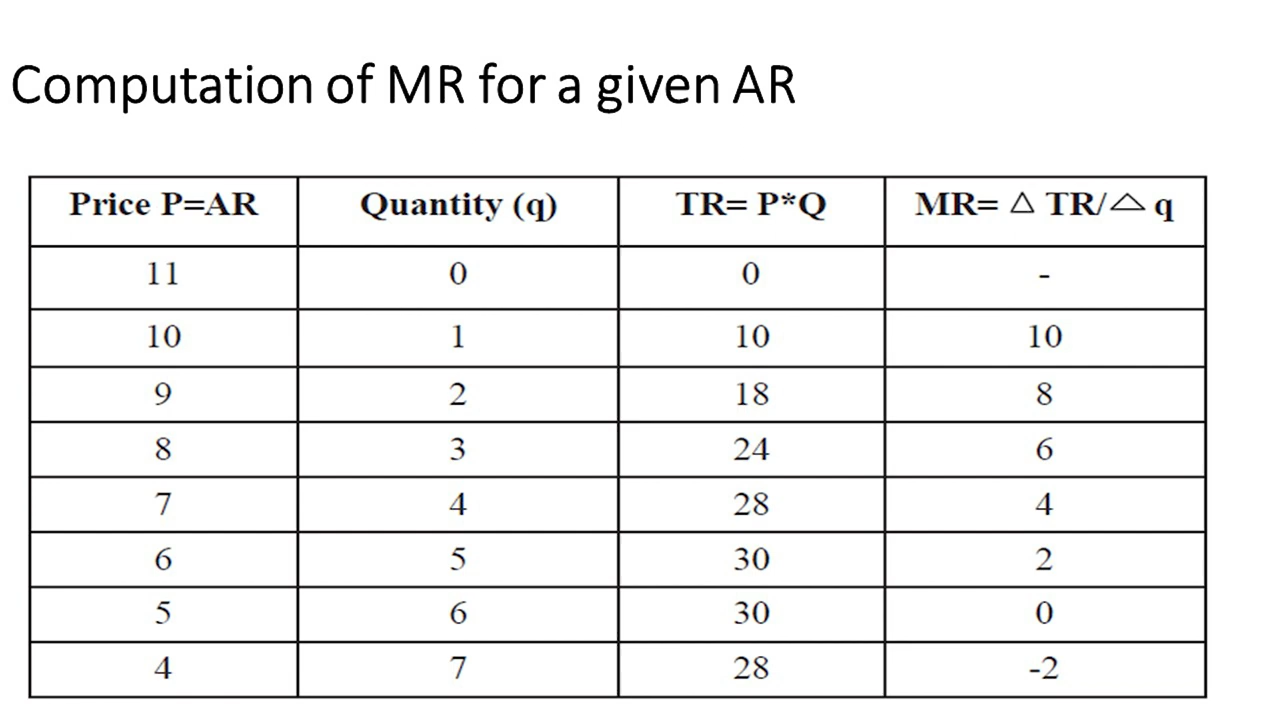 Computation of MR for a given AR
Price P=AR Quantity (q) TR= P*Q MR= △ TR/△ q
11 0 0 -
10 1 10 10
9 2 18 8
8 3 24 6
7 4 28 4
6 5 30 2
5 6 30 0
4 7 28 -2